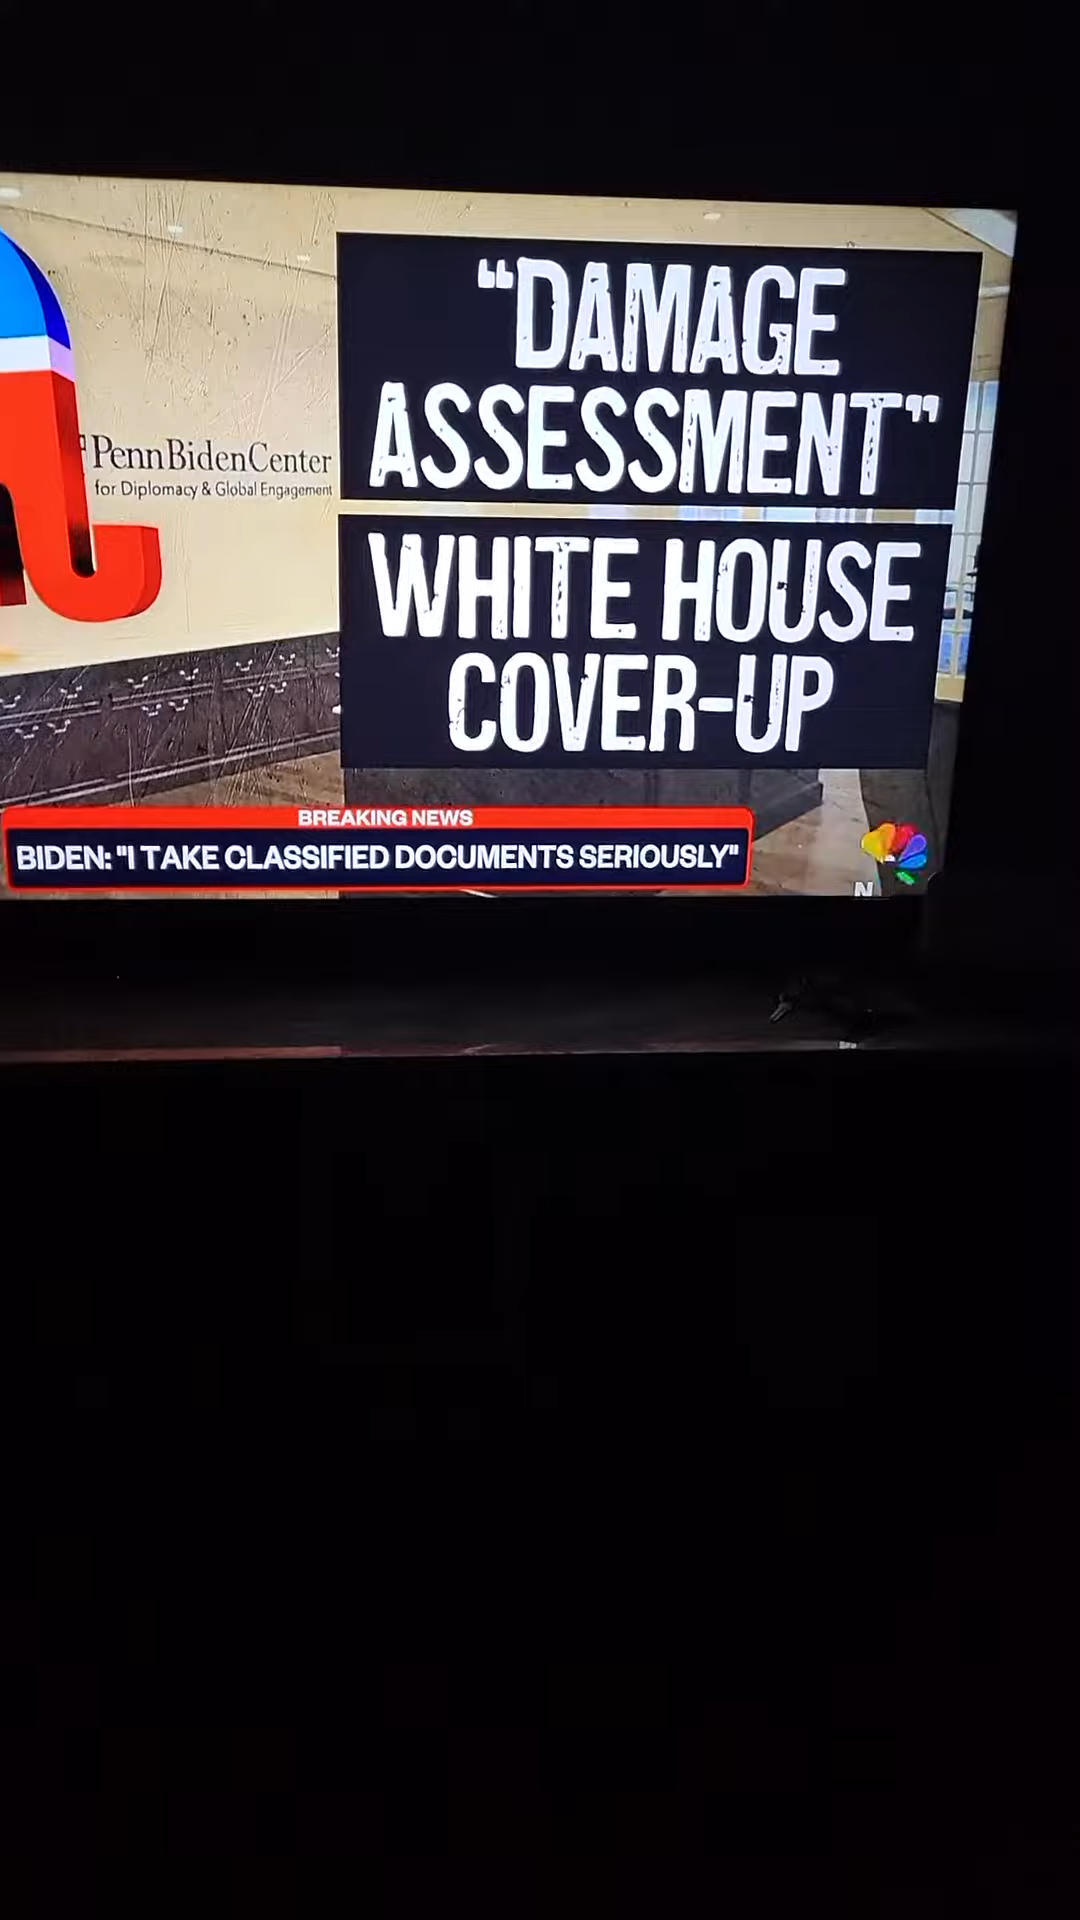 PennBidenCenter
for Diplomacy & Global Engagement
“DAMAGE
ASSESSMENT”
WHITE HOUSE
COVER-UP
BREAKING NEWS
BIDEN: "I TAKE CLASSIFIED DOCUMENTS SERIOUSLY"
N